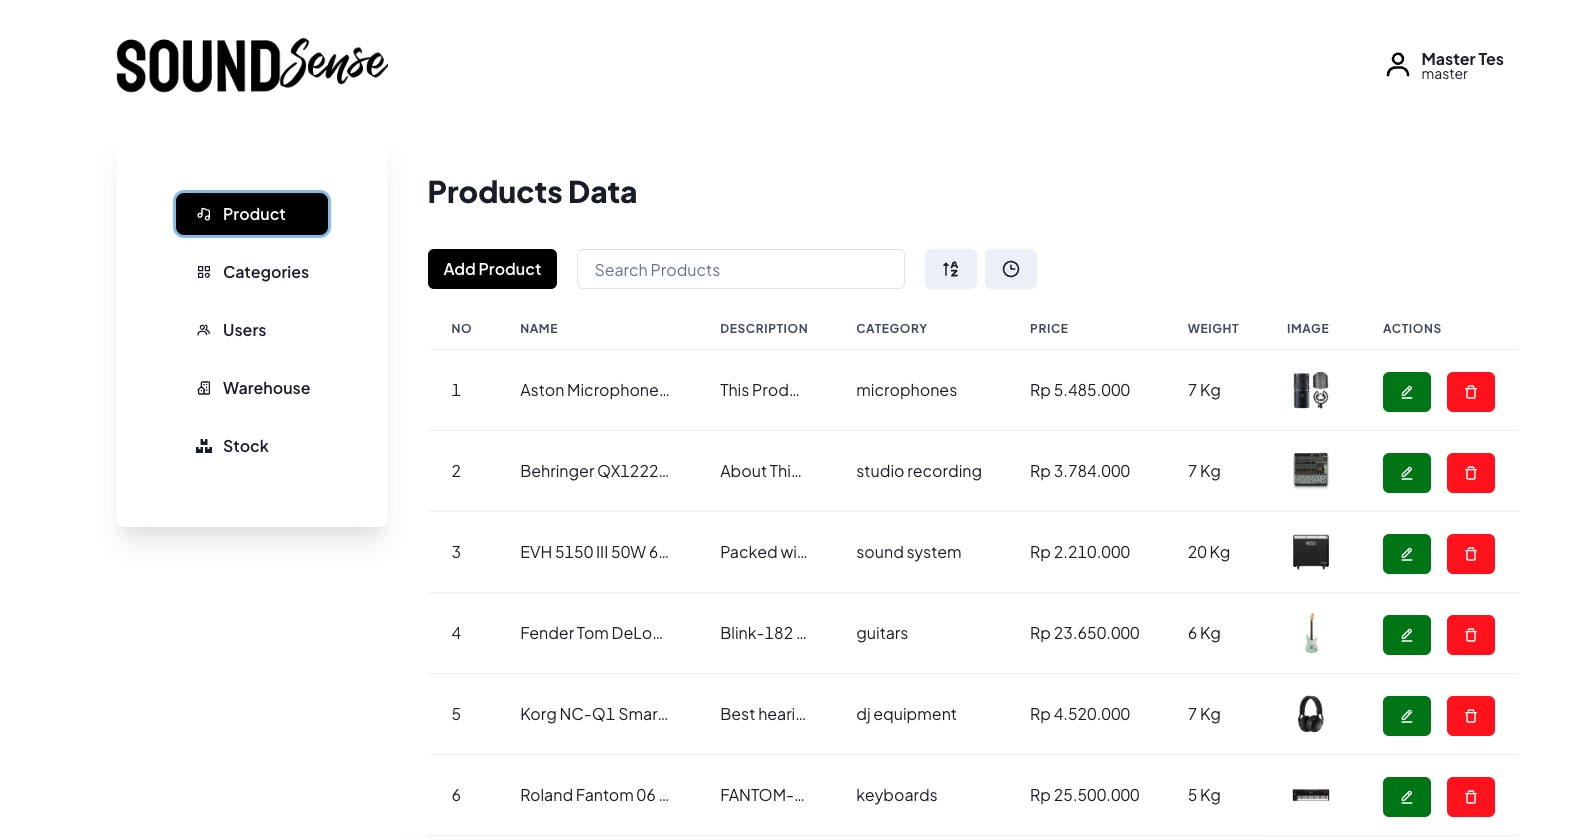 SOUND Sense
Master Tes
master
Product
Categories
Users
Warehouse
Stock
Products Data
Add Product
Search Products
NO NAME DESCRIPTION CATEGORY PRICE WEIGHT IMAGE ACTIONS
1 Aston Microphone... This Prod... microphones Rp 5.485.000 7 Kg
2 Behringer QX1222... About Thi... studio recording Rp 3.784.000 7 Kg
3 EVH 5150 III 50W 6... Packed wi... sound system Rp 2.210.000 20 Kg
4 Fender Tom DeLo... Blink-182 ... guitars Rp 23.650.000 6 Kg
5 Korg NC-Q1 Smar... Best heari... dj equipment Rp 4.520.000 7 Kg
6 Roland Fantom 06 ... FANTOM-... keyboards Rp 25.500.000 5 Kg